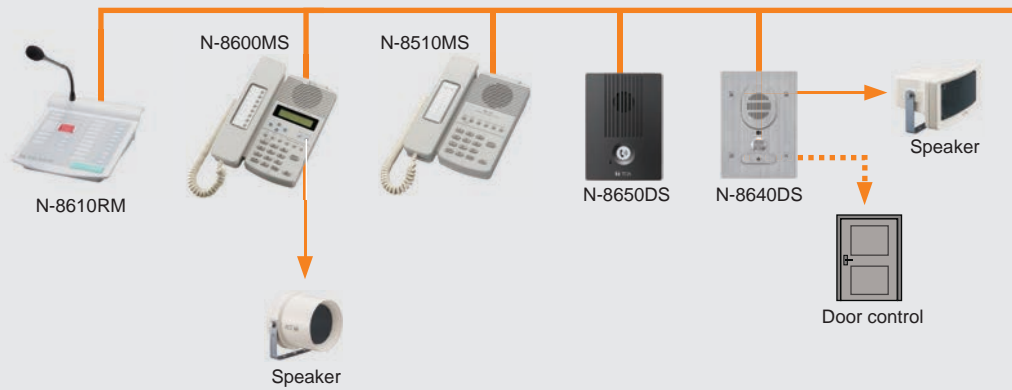 N-8600MS
N-8510MS
N-8610RM
N-8650DS
N-8640DS
Speaker
Door control
Speaker